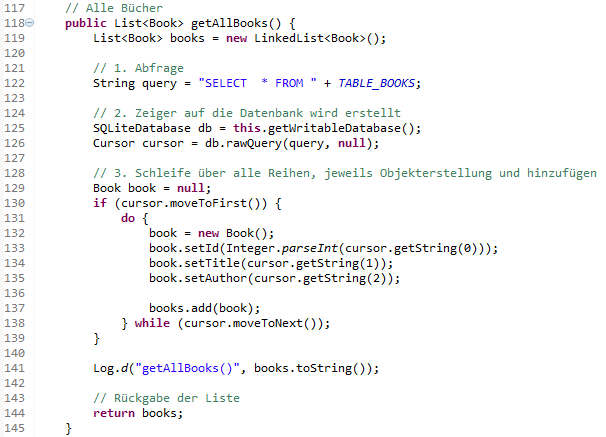 117 // Alle Bücher
118 public List<Book> getAllBooks() {
119 List<Book> books = new LinkedList<Book>();
120
121 // 1. Abfrage
122 String query = "SELECT  * FROM " + TABLE_BOOKS;
123
124 // 2. Zeiger auf die Datenbank wird erstellt
125 SQLiteDatabase db = this.getWritableDatabase();
126 Cursor cursor = db.rawQuery(query, null);
127
128 // 3. Schleife über alle Reihen, jeweils Objekterstellung und hinzufügen
129 Book book = null;
130 if (cursor.moveToFirst()) {
131 do {
132 book = new Book();
133 book.setId(Integer.parseInt(cursor.getString(0)));
134 book.setTitle(cursor.getString(1));
135 book.setAuthor(cursor.getString(2));
136
137 books.add(book);
138 } while (cursor.moveToNext());
139 }
140
141 Log.d("getAllBooks()", books.toString());
142
143 // Rückgabe der Liste
144 return books;
145 }